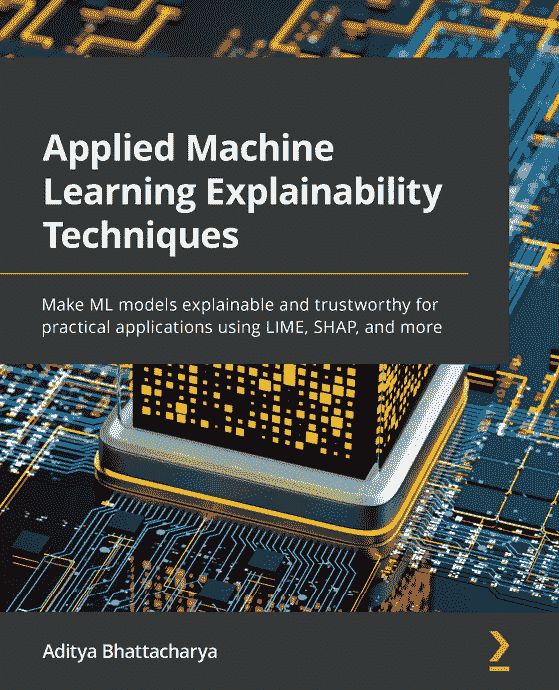 Applied Machine
Learning Explainability
Techniques
Make ML models explainable and trustworthy for
practical applications using LIME, SHAP, and more
Aditya Bhattacharya